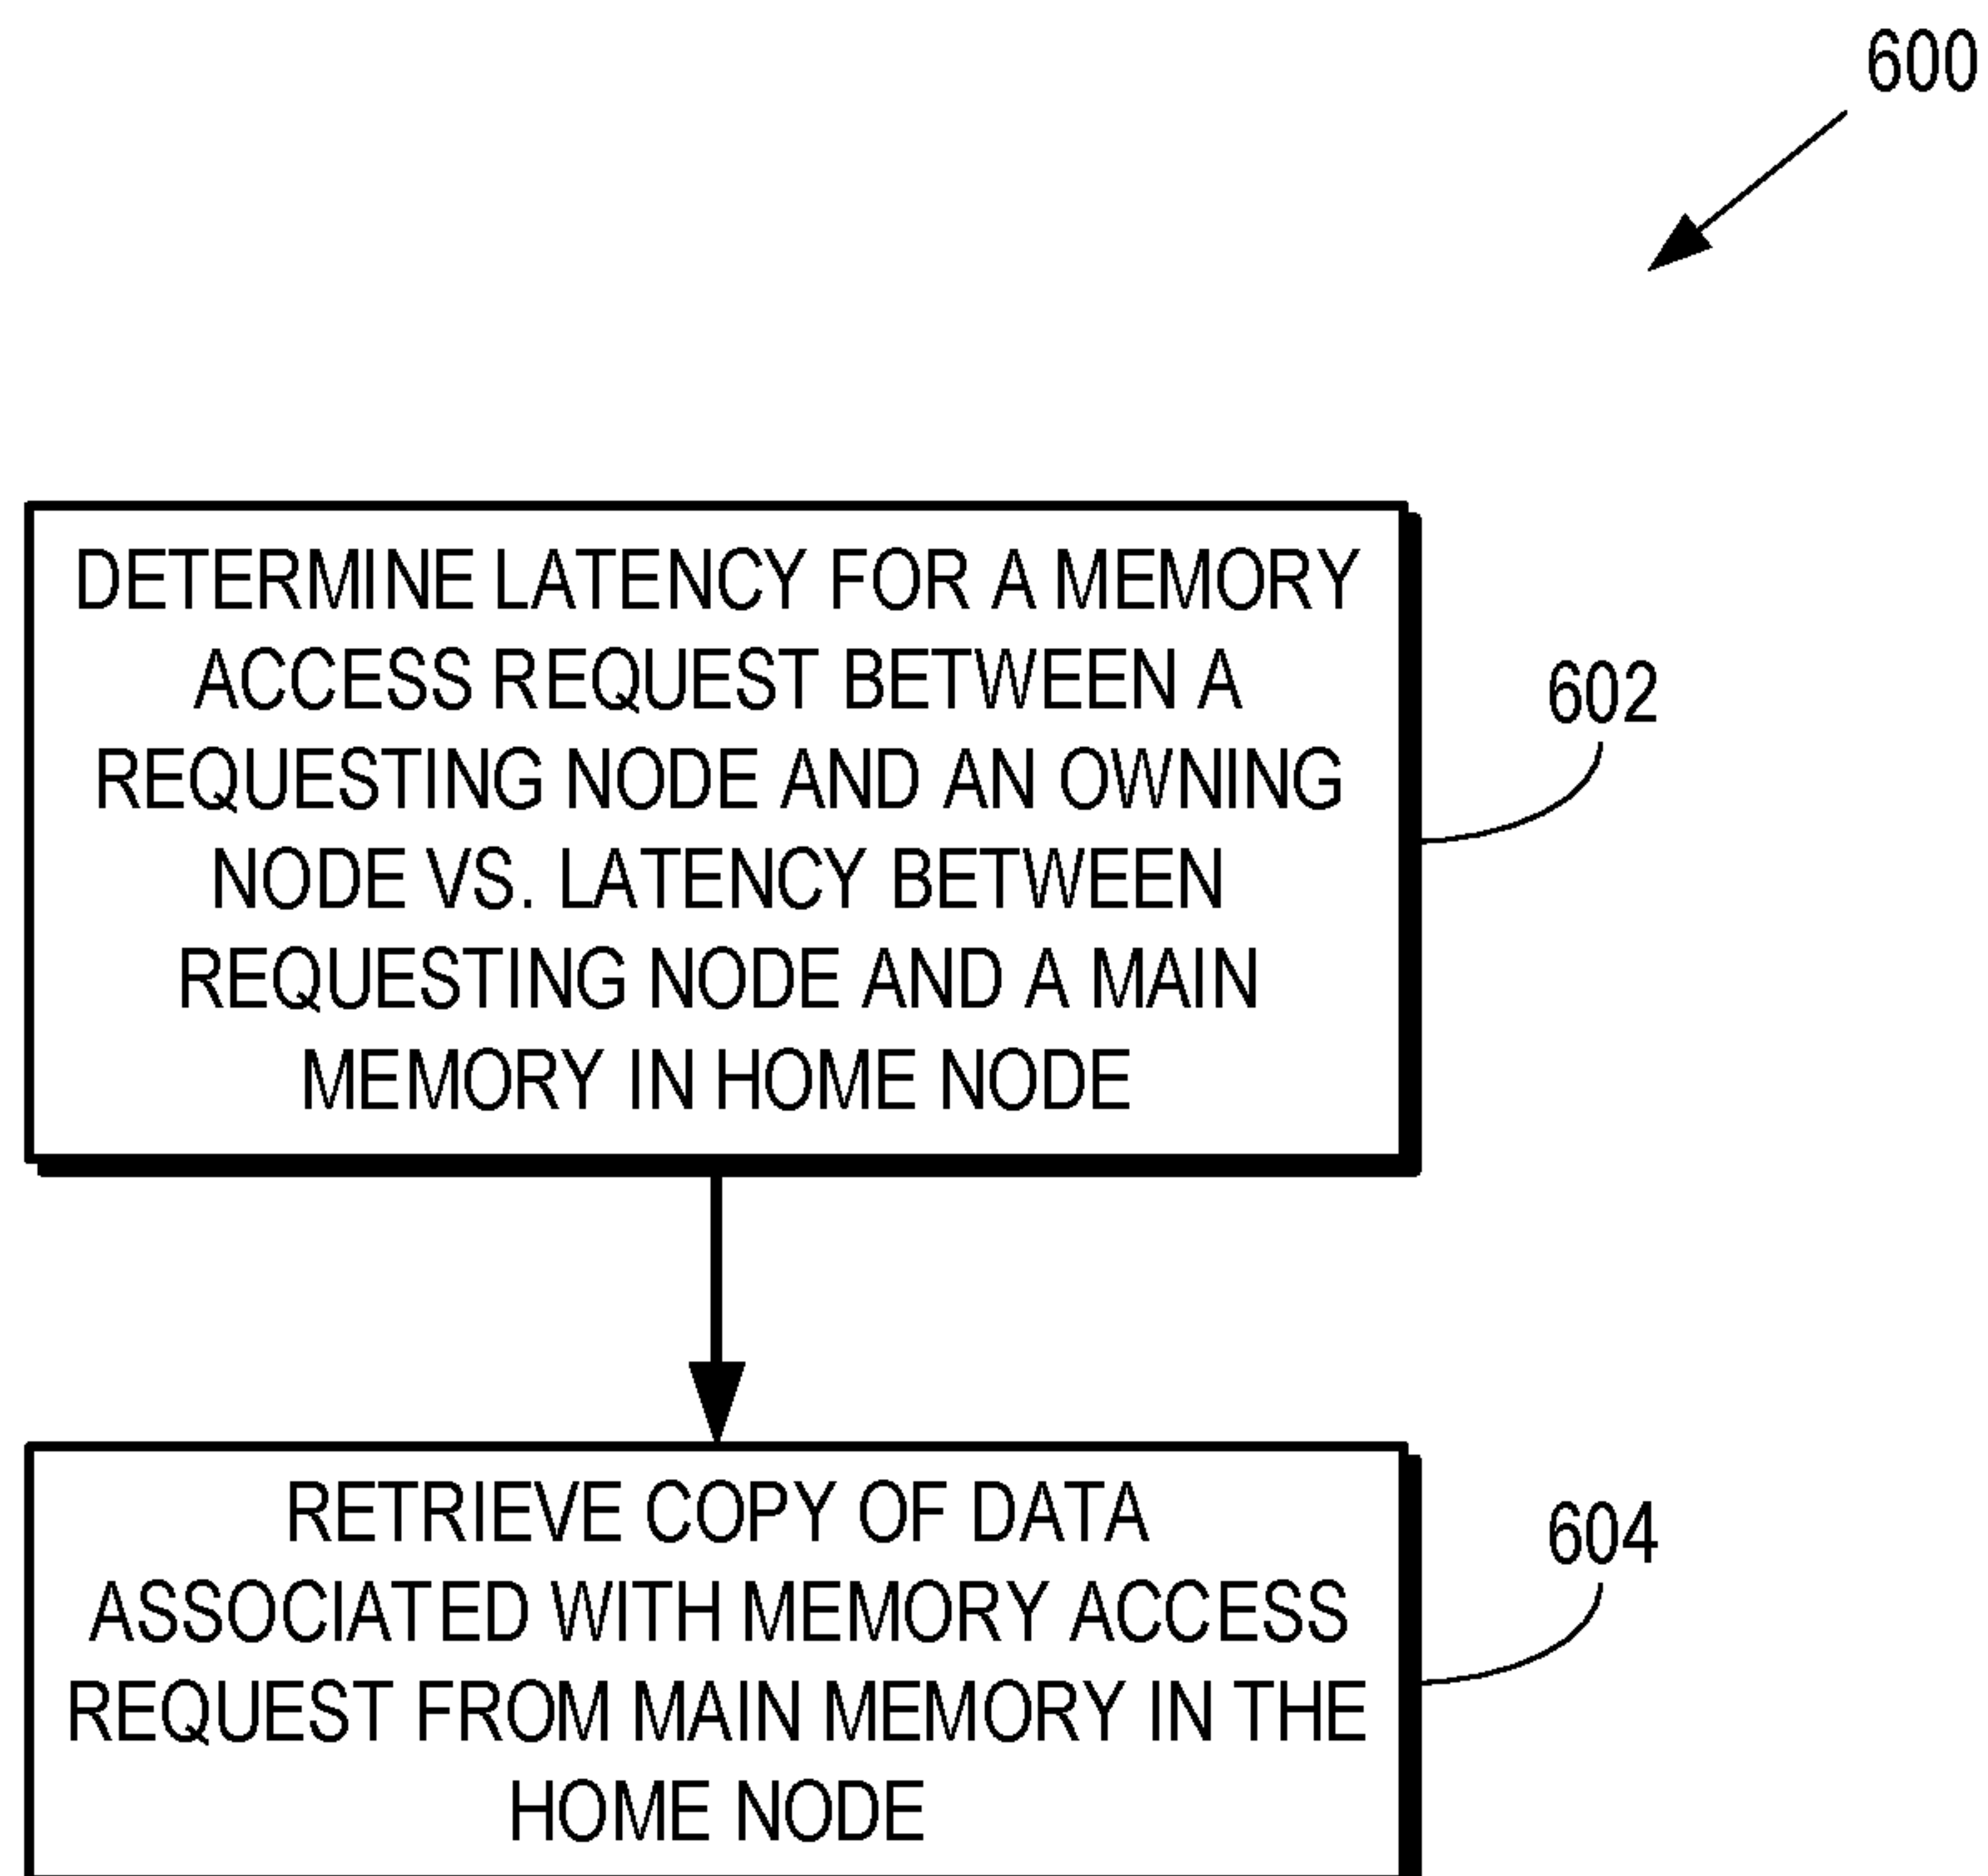 600
DETERMINE LATENCY FOR A MEMORY
ACCESS REQUEST BETWEEN A
REQUESTING NODE AND AN OWNING
NODE VS. LATENCY BETWEEN
REQUESTING NODE AND A MAIN
MEMORY IN HOME NODE
602
RETRIEVE COPY OF DATA
ASSOCIATED WITH MEMORY ACCESS
REQUEST FROM MAIN MEMORY IN THE
HOME NODE
604